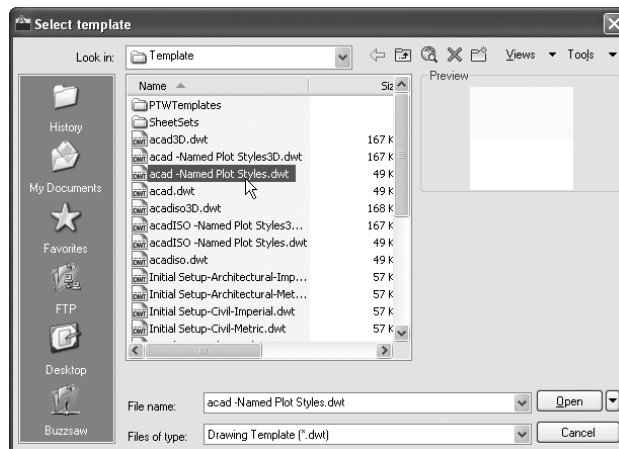 Select template
Look in:
Template
Views
Tools
History
My Documents
Favorites
FTP
Desktop
Buzzsaw
Name
Siz
PTWTemplates
SheetSets
acad3D.dwt 167 K
acad -Named Plot Styles3D.dwt 167 K
acad -Named Plot Styles.dwt 49 K
acad.dwt 49 K
acadiso3D.dwt 168 K
acadISO -Named Plot Styles3... 167 K
acadISO -Named Plot Styles.dwt 49 K
acadiso.dwt 49 K
Initial Setup-Architectural-Imp... 57 K
Initial Setup-Architectural-Met... 57 K
Initial Setup-Civil-Imperial.dwt 57 K
Initial Setup-Civil-Metric.dwt 57 K
Preview
File name: acad -Named Plot Styles.dwt
Open
Files of type: Drawing Template (*.dwt)
Cancel